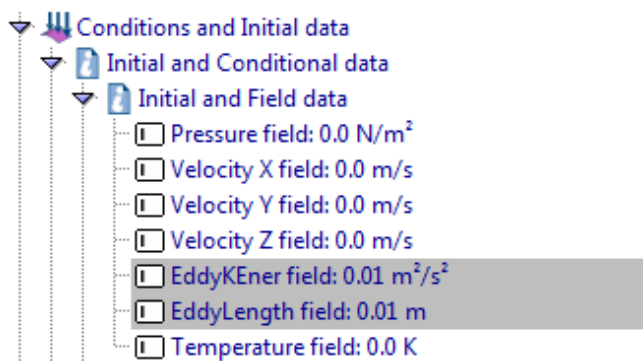 Conditions and Initial data
Initial and Conditional data
Initial and Field data
Pressure field: 0.0 N/m²
Velocity X field: 0.0 m/s
Velocity Y field: 0.0 m/s
Velocity Z field: 0.0 m/s
EddyKEner field: 0.01 m²/s²
EddyLength field: 0.01 m
Temperature field: 0.0 K